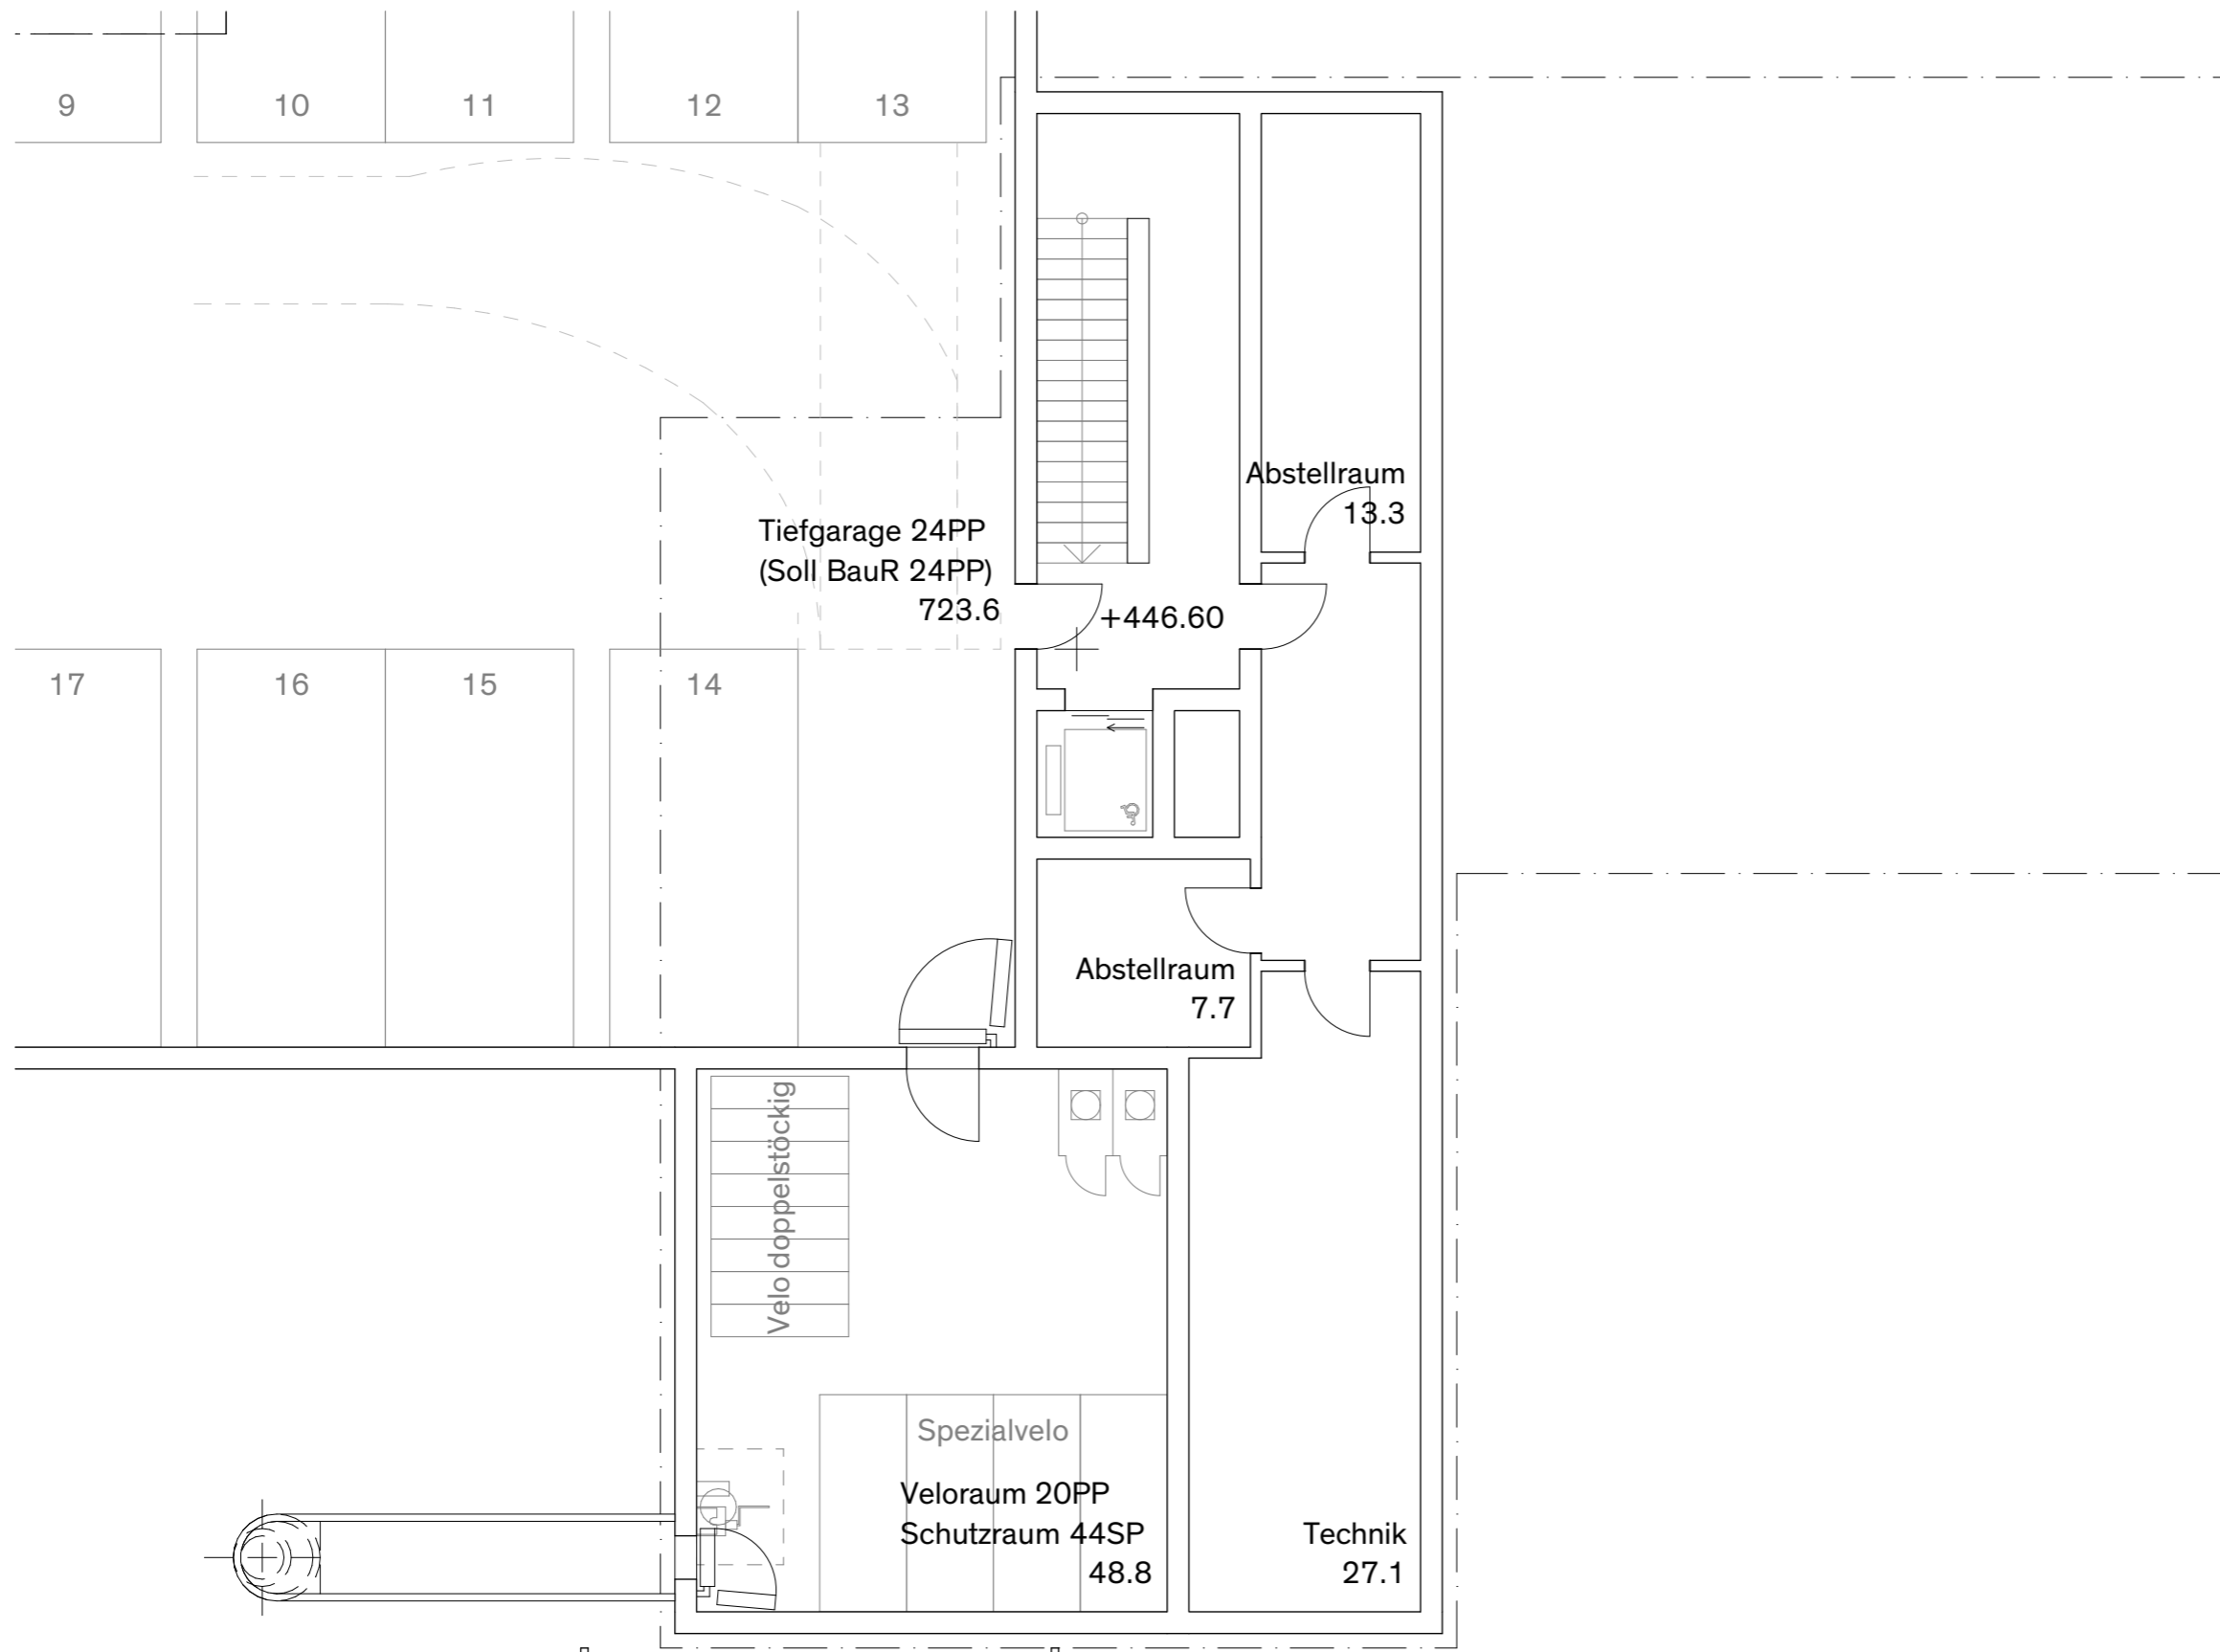 9
10
11
12
13
Abstellraum
13.3
Tiefgarage 24PP
(Soll BauR 24PP)
723.6
+446.60
17
16
15
14
Abstellraum
7.7
Velo doppelstöckig
Spezialvelo
Veloraum 20PP
Schutzraum 44SP
48.8
Technik
27.1